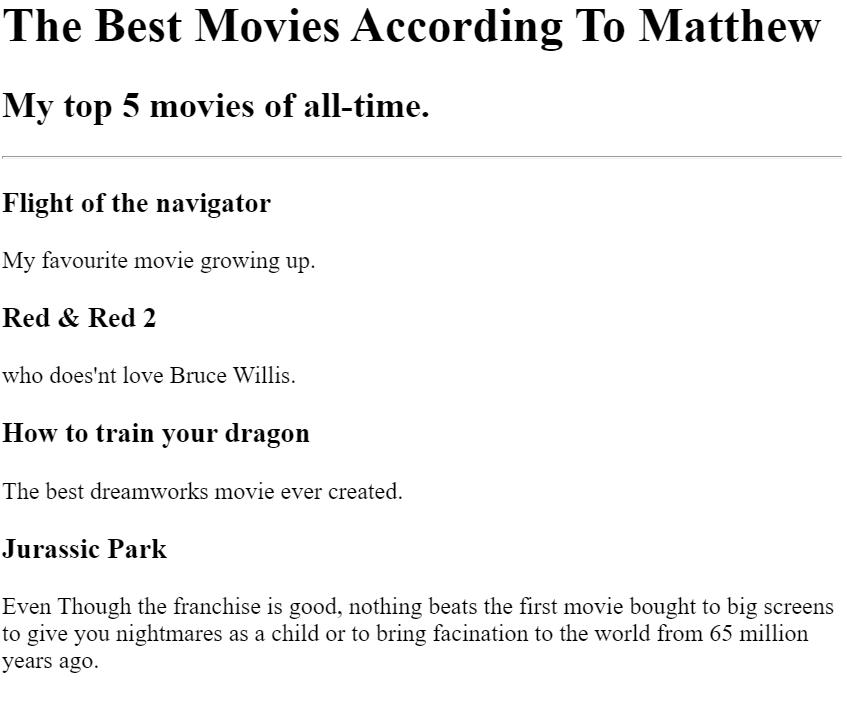 The Best Movies According To Matthew
My top 5 movies of all-time.
Flight of the navigator
My favourite movie growing up.
Red & Red 2
who does'nt love Bruce Willis.
How to train your dragon
The best dreamworks movie ever created.
Jurassic Park
Even Though the franchise is good, nothing beats the first movie bought to big screens
to give you nightmares as a child or to bring facination to the world from 65 million
years ago.